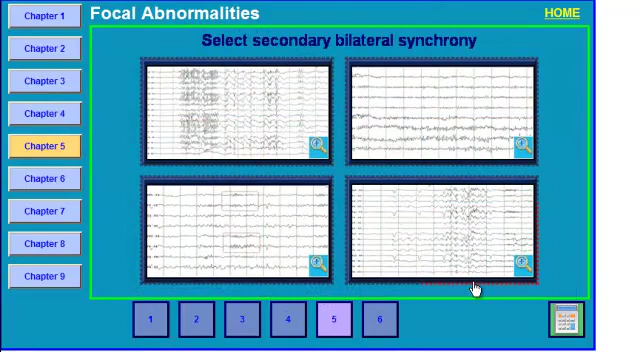 Focal Abnormalities
HOME
Select secondary bilateral synchrony
Chapter 1
Chapter 2
Chapter 3
Chapter 4
Chapter 5
Chapter 6
Chapter 7
Chapter 8
Chapter 9
1
2
3
4
5
6